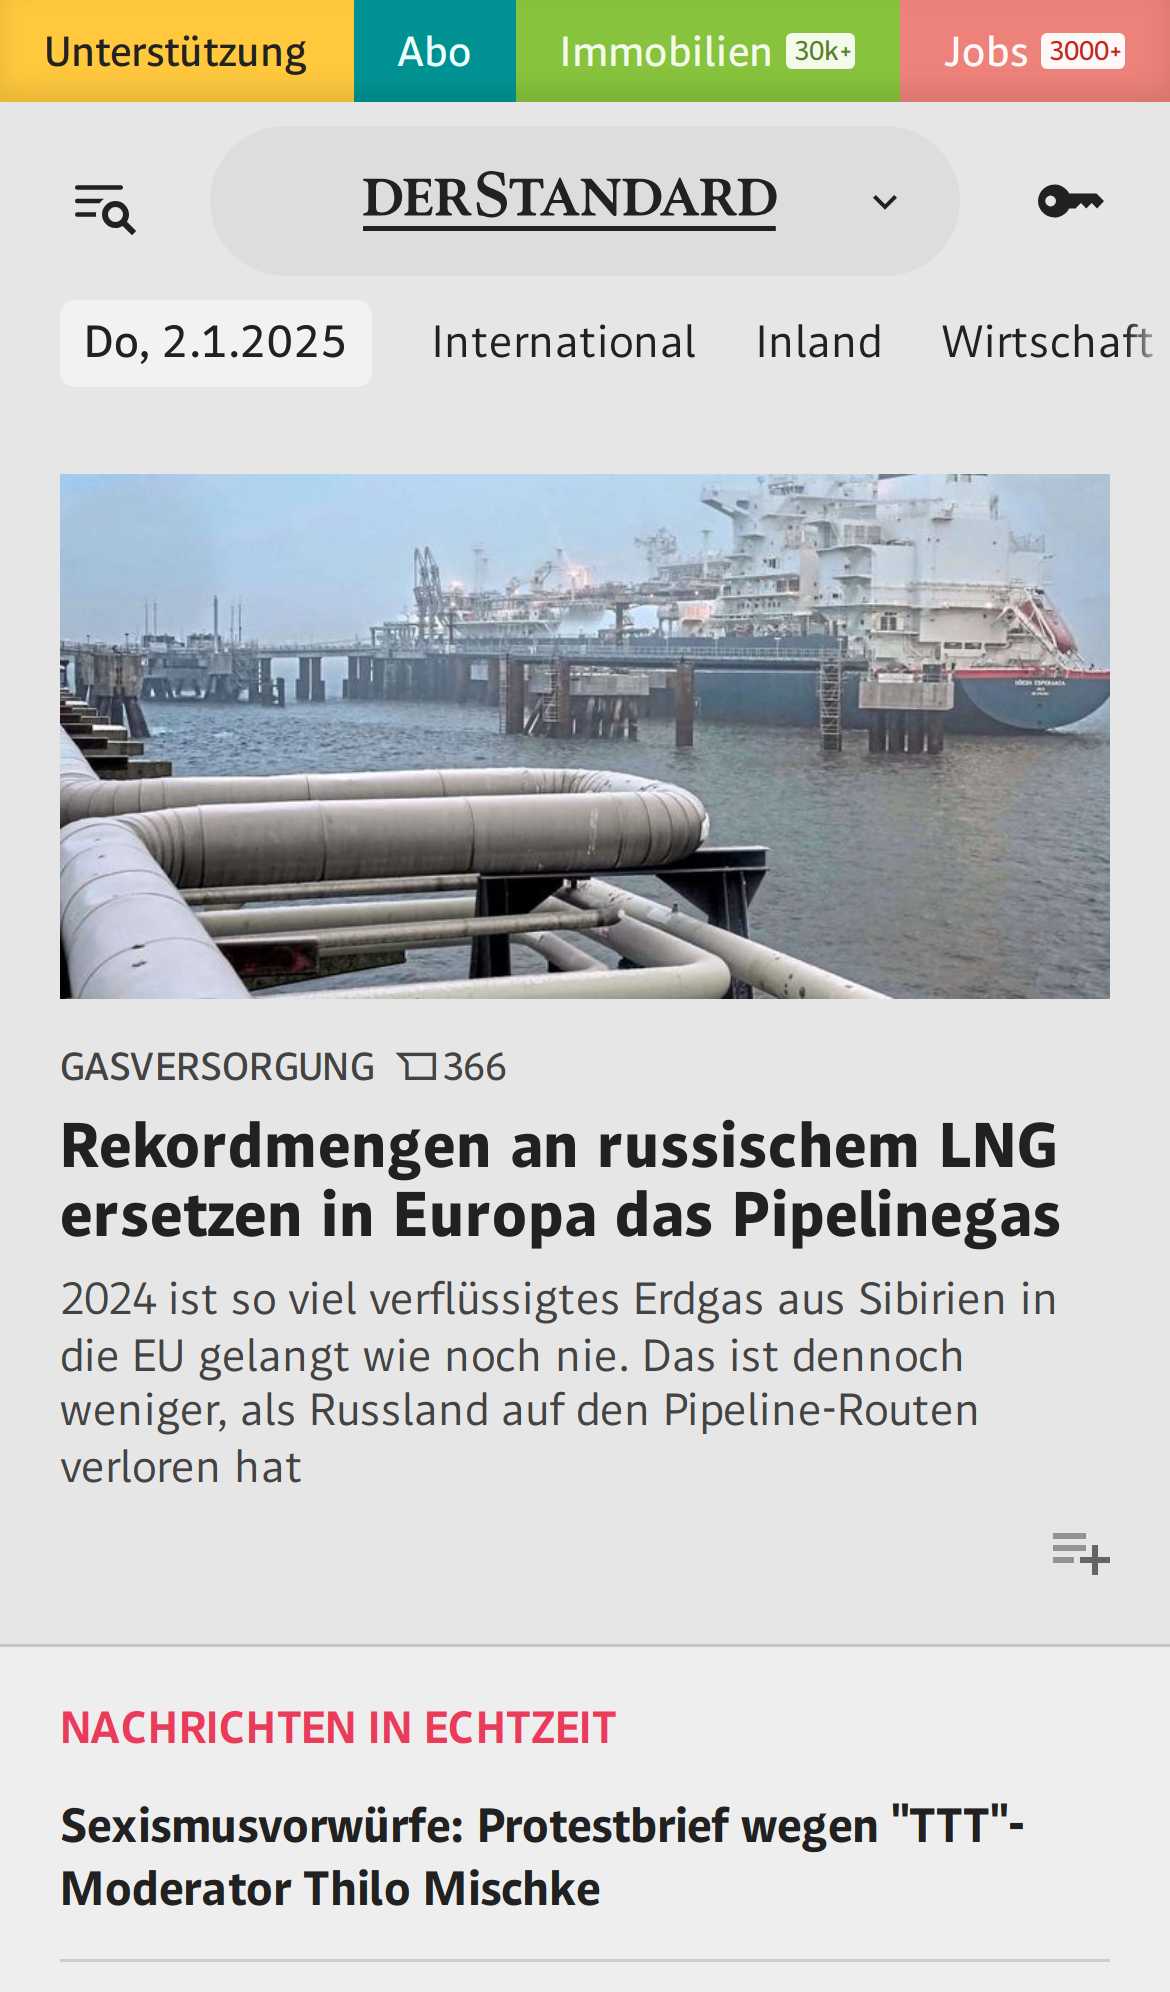 Unterstützung
Abo
Immobilien 30k+
Jobs 3000+
DERSTANDARD
Do, 2.1.2025
International
Inland
Wirtschaft
HÖEGH ESPERANZA
GASVERSORGUNG 366
Rekordmengen an russischem LNG
ersetzen in Europa das Pipelinegas
2024 ist so viel verflüssigtes Erdgas aus Sibirien in
die EU gelangt wie noch nie. Das ist dennoch
weniger, als Russland auf den Pipeline-Routen
verloren hat
NACHRICHTEN IN ECHTZEIT
Sexismusvorwürfe: Protestbrief wegen "TTT"-
Moderator Thilo Mischke